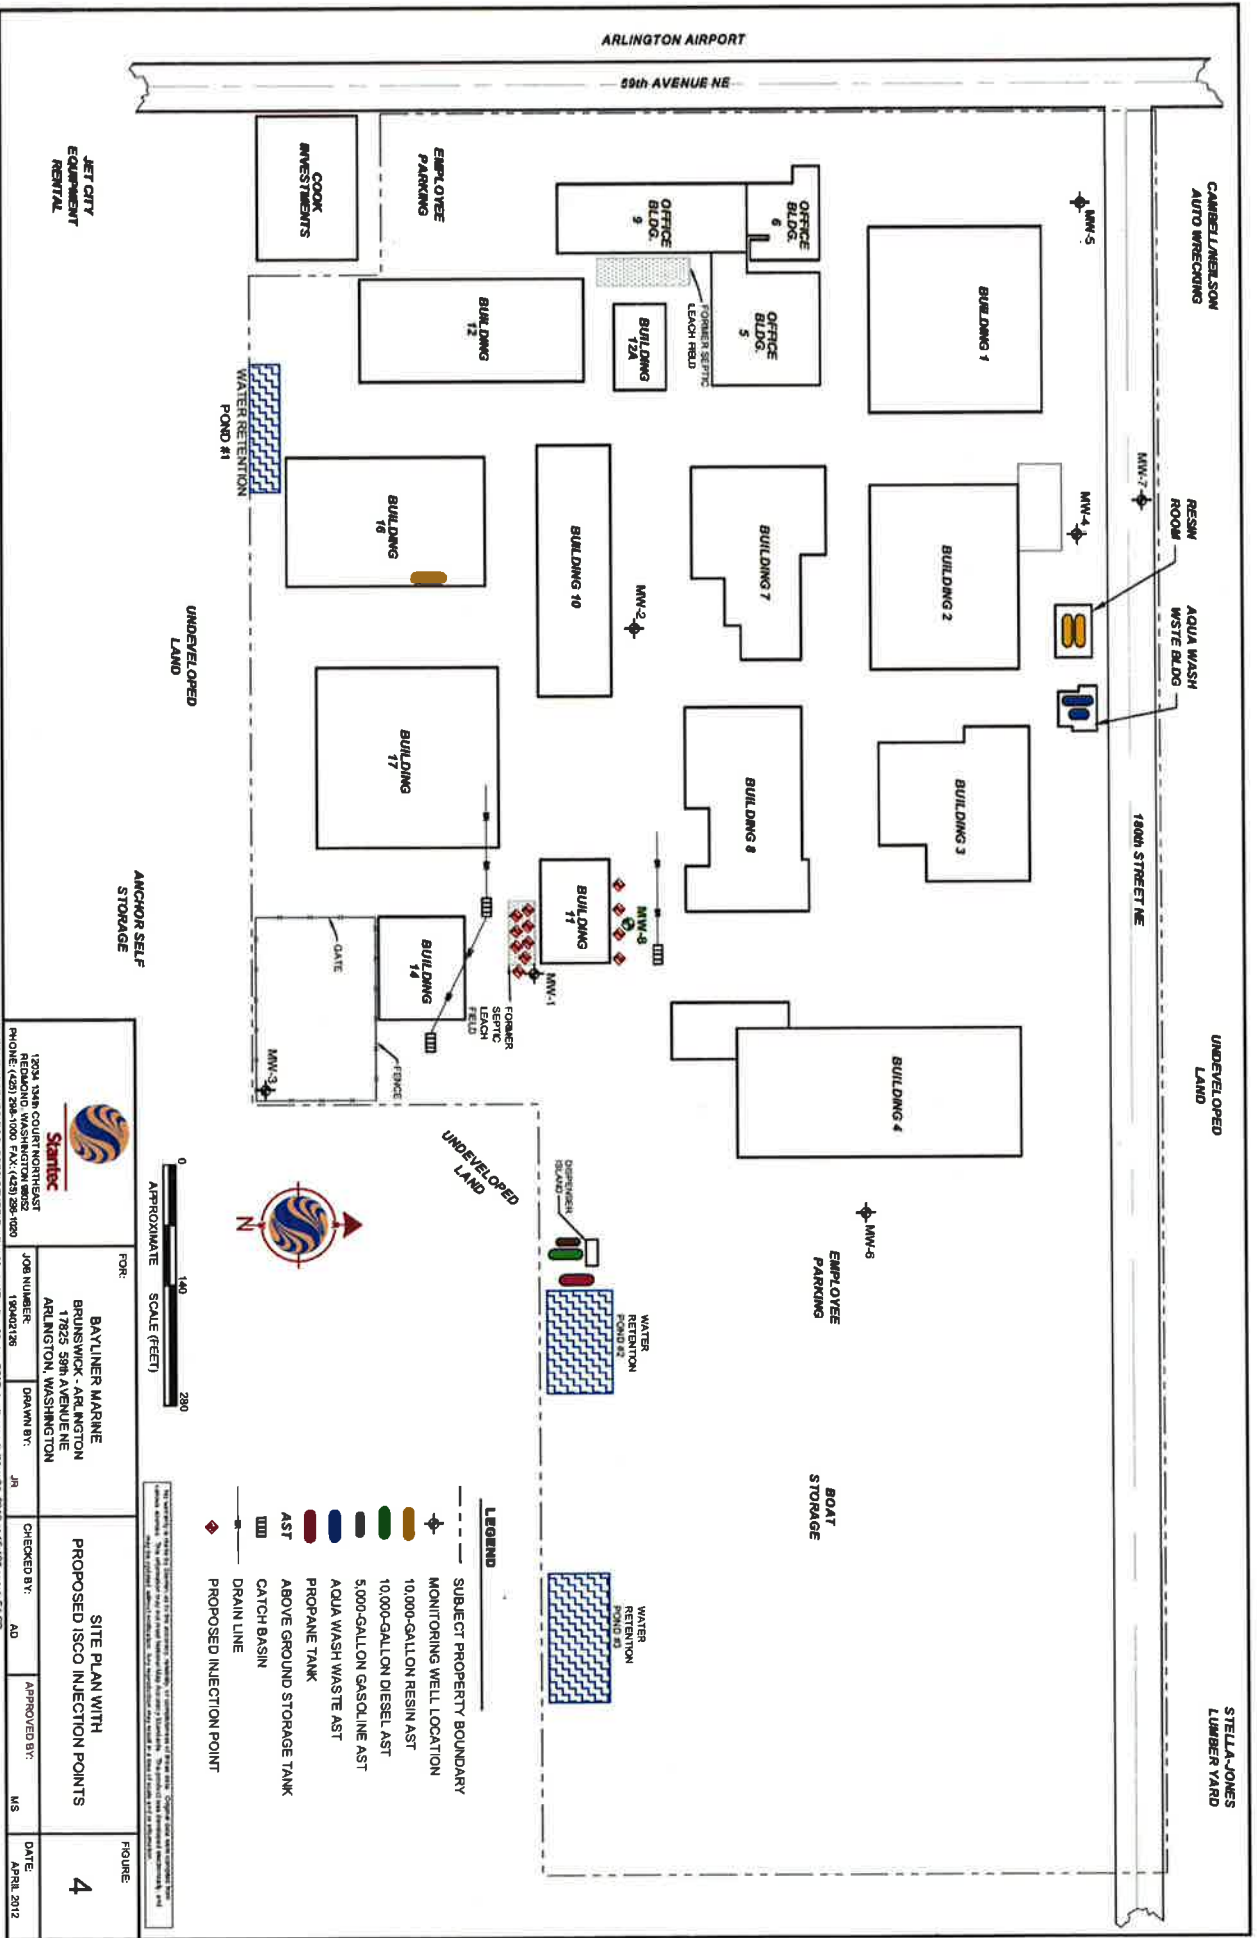 ARLINGTON AIRPORT
59th AVENUE NE
CAMBELL/NEILSON
AUTO WRECKING
RESIN
ROOM
AQUA WASH
WSTE BLDG
UNDEVELOPED
LAND
STELLA-JONES
LUMBER YARD
180th STREET NE
MW-5
MW-7
MW-4
BUILDING 1
BUILDING 2
BUILDING 3
BUILDING 4
OFFICE
BLDG.
6
OFFICE
BLDG.
5
OFFICE
BLDG.
9
FORMER SEPTIC
LEACH FIELD
BUILDING
12A
BUILDING 7
BUILDING 8
MW-6
EMPLOYEE
PARKING
BOAT
STORAGE
EMPLOYEE
PARKING
BUILDING
12
BUILDING 10
MW-2
BUILDING
11
MW-8
MW-1
FORMER
SEPTIC
LEACH
FIELD
COOK
INVESTMENTS
WATER RETENTION
POND #1
BUILDING
16
BUILDING
17
BUILDING
14
GATE
FENCE
MW-3
UNDEVELOPED
LAND
DISPENSER
ISLAND
WATER
RETENTION
POND #2
WATER
RETENTION
POND #3
JET CITY
EQUIPMENT
RENTAL
UNDEVELOPED
LAND
ANCHOR SELF
STORAGE
N
0
140
280
APPROXIMATE SCALE (FEET)
LEGEND
SUBJECT PROPERTY BOUNDARY
MONITORING WELL LOCATION
10,000-GALLON RESIN AST
10,000-GALLON DIESEL AST
5,000-GALLON GASOLINE AST
AQUA WASH WASTE AST
PROPANE TANK
AST ABOVE GROUND STORAGE TANK
CATCH BASIN
DRAIN LINE
PROPOSED INJECTION POINT
Stantec
12034 134th COURT NORTHEAST
REDMOND, WASHINGTON 98052
PHONE: (425) 298-1000 FAX: (425) 298-1020
FOR:
BAYLINER MARINE
BRUNSWICK - ARLINGTON
17825 59th AVENUE NE
ARLINGTON, WASHINGTON
JOB NUMBER:
190402126
DRAWN BY:
JR
SITE PLAN WITH
PROPOSED ISCO INJECTION POINTS
CHECKED BY:
AD
APPROVED BY:
MS
FIGURE:
4
DATE:
APRIL 2012